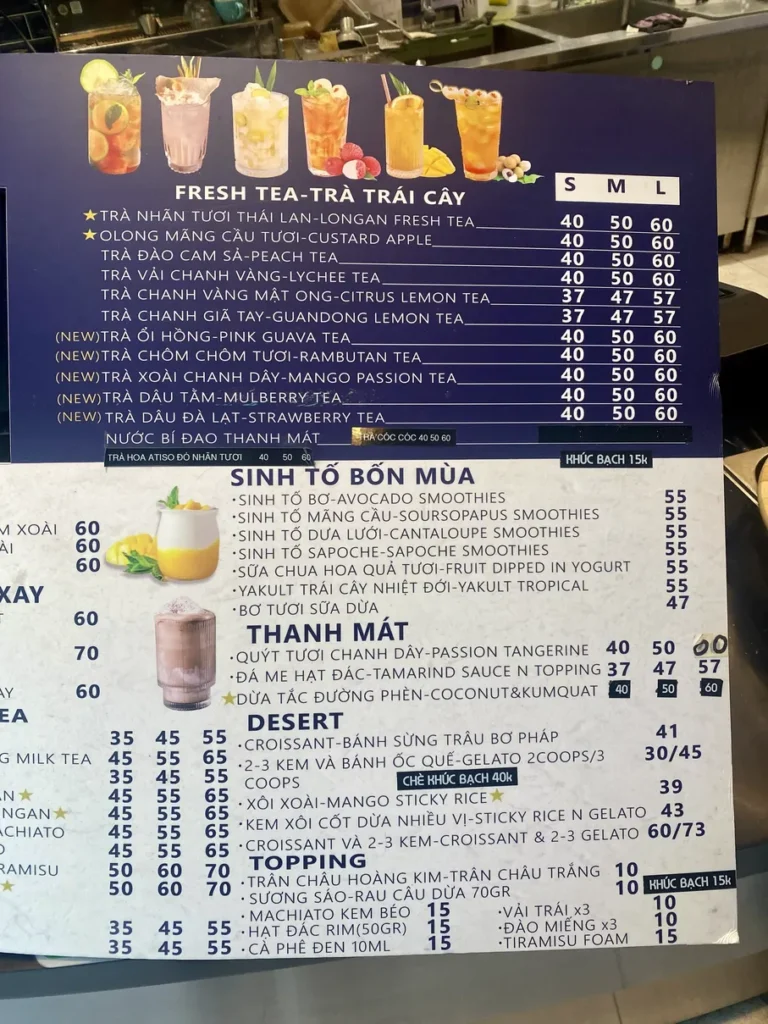 FRESH TEA-TRÀ TRÁI CÂY S M L
★TRÀ NHÃN TƯƠI THÁI LAN-LONGAN FRESH TEA 40 50 60
★OLONG MÃNG CẦU TƯƠI-CUSTARD APPLE 40 50 60
TRÀ ĐÀO CAM SẢ-PEACH TEA 40 50 60
TRÀ VẢI CHANH VÀNG-LYCHEE TEA 40 50 60
TRÀ CHANH VÀNG MẬT ONG-CITRUS LEMON TEA 37 47 57
TRÀ CHANH GIÃ TAY-GUANDONG LEMON TEA 37 47 57
(NEW)TRÀ ỔI HỒNG-PINK GUAVA TEA 40 50 60
(NEW)TRÀ CHÔM CHÔM TƯƠI-RAMBUTAN TEA 40 50 60
(NEW)TRÀ XOÀI CHANH DÂY-MANGO PASSION TEA 40 50 60
(NEW)TRÀ DÂU TẰM-MULBERRY TEA 40 50 60
(NEW)TRÀ DÂU ĐÀ LẠT-STRAWBERRY TEA 40 50 60
NƯỚC BÍ ĐAO THANH MÁT CÓC CÓC 40 50 60
TRÀ HOA ATISO ĐỎ NHÃN TƯƠI 40 50 60 KHÚC BẠCH 15k
SINH TỐ BỐN MÙA
·SINH TỐ BƠ-AVOCADO SMOOTHIES 55
·SINH TỐ MÃNG CẦU-SOURSOPAPUS SMOOTHIES 55
·SINH TỐ DƯA LƯỚI-CANTALOUPE SMOOTHIES 55
·SINH TỐ SAPOCHE-SAPOCHE SMOOTHIES 55
·SỮA CHUA HOA QUẢ TƯƠI-FRUIT DIPPED IN YOGURT 55
·YAKULT TRÁI CÂY NHIỆT ĐỚI-YAKULT TROPICAL 55
·BƠ TƯƠI SỮA DỪA 47
THANH MÁT
·QUÝT TƯƠI CHANH DÂY-PASSION TANGERINE 40 50 60
·ĐÁ ME HẠT ĐÁC-TAMARIND SAUCE N TOPPING 37 47 57
★DỪA TẮC ĐƯỜNG PHÈN-COCONUT&KUMQUAT 40 50 60
DESERT
·CROISSANT-BÁNH SỪNG TRÂU BƠ PHÁP 41
·2-3 KEM VÀ BÁNH ỐC QUẾ-GELATO 2COOPS/3 30/45
COOPS CHÈ KHÚC BẠCH 40k
·XÔI XOÀI-MANGO STICKY RICE★ 39
·KEM XÔI CỐT DỪA NHIỀU VỊ-STICKY RICE N GELATO 43
·CROISSANT VÀ 2-3 KEM-CROISSANT & 2-3 GELATO 60/73
TOPPING
·TRÂN CHÂU HOÀNG KIM-TRÂN CHÂU TRẮNG 10
·SƯƠNG SÁO-RAU CÂU DỪA 70GR 10 KHÚC BẠCH 15k
·MACHIATO KEM BÉO 15
·HẠT ĐÁC RIM(50GR) 15
·CÀ PHÊ ĐEN 10ML 15
·VẢI TRÁI x3 10
·ĐÀO MIẾNG x3 10
·TIRAMISU FOAM 15
XOÀI 60
60
60
XAY
60
70
60
EA
35 45 55
G MILK TEA 45 55 65
35 45 55
AN★ 45 55 65
NGAN★ 45 55 65
ACHIATO 45 55 65
45 55 65
RAMISU 50 60 70
★ 50 60 70
35 45 55
35 45 55